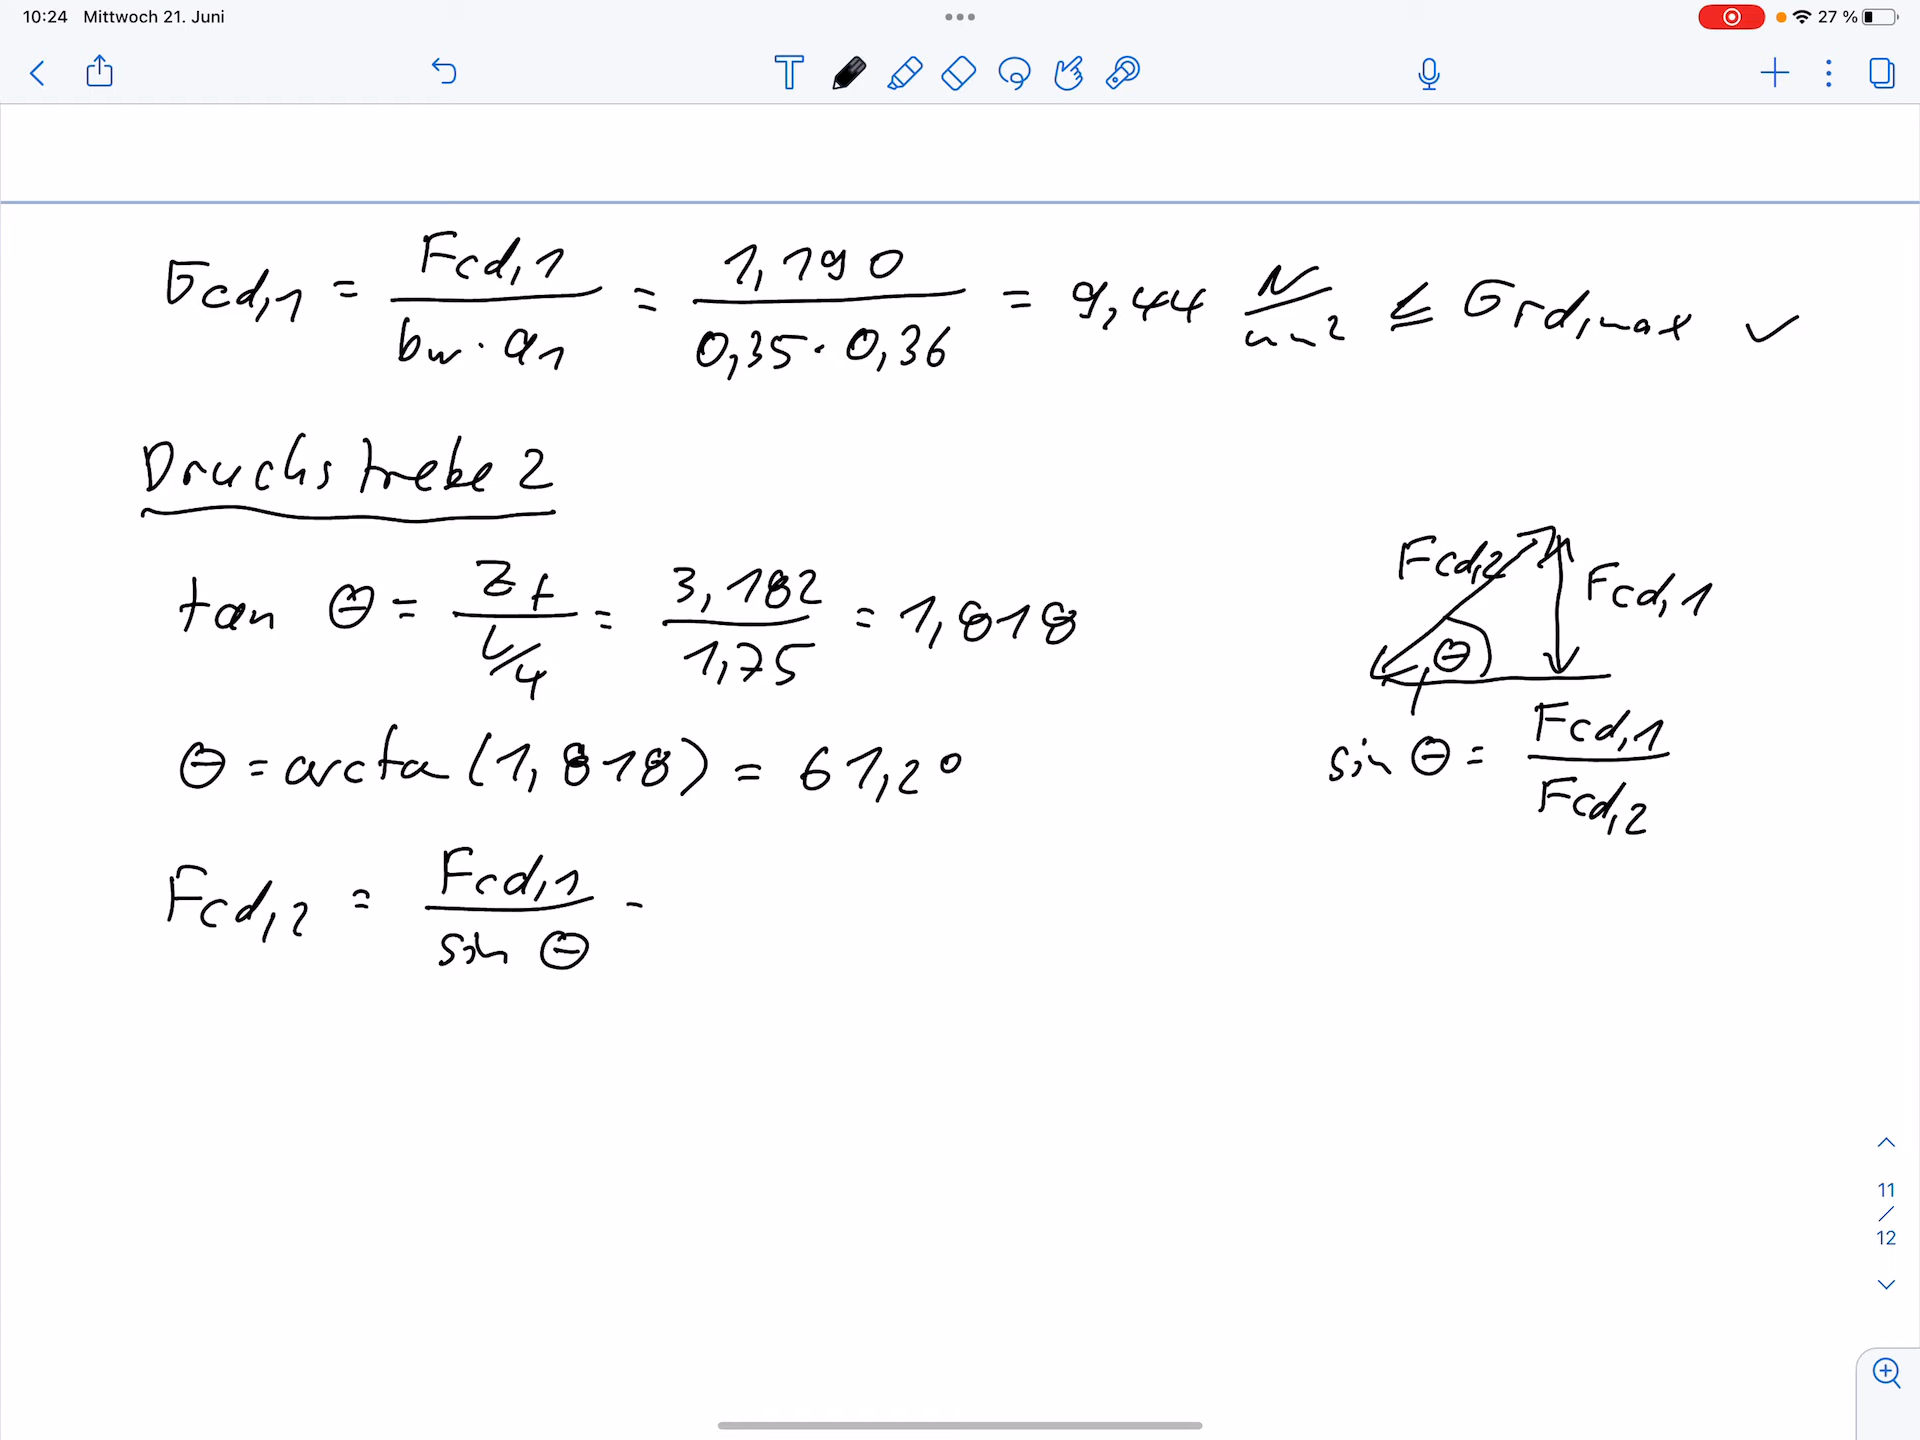 10:24 Mittwoch 21. Juni 27 %
σcd,1 = Fcd,1 / bw · a1 = 1,190 / 0,35 · 0,36 = 9,44 N/mm² ≤ σrd,max ✓
Druckstrebe 2
tan Θ = zf / l/4 = 3,182 / 1,75 = 1,818
Θ = arcta (1,818) = 61,2°
Fcd,2 = Fcd,1 / sin Θ -
Fcd,2
Fcd,1
Θ
sin Θ = Fcd,1 / Fcd,2
11
/
12